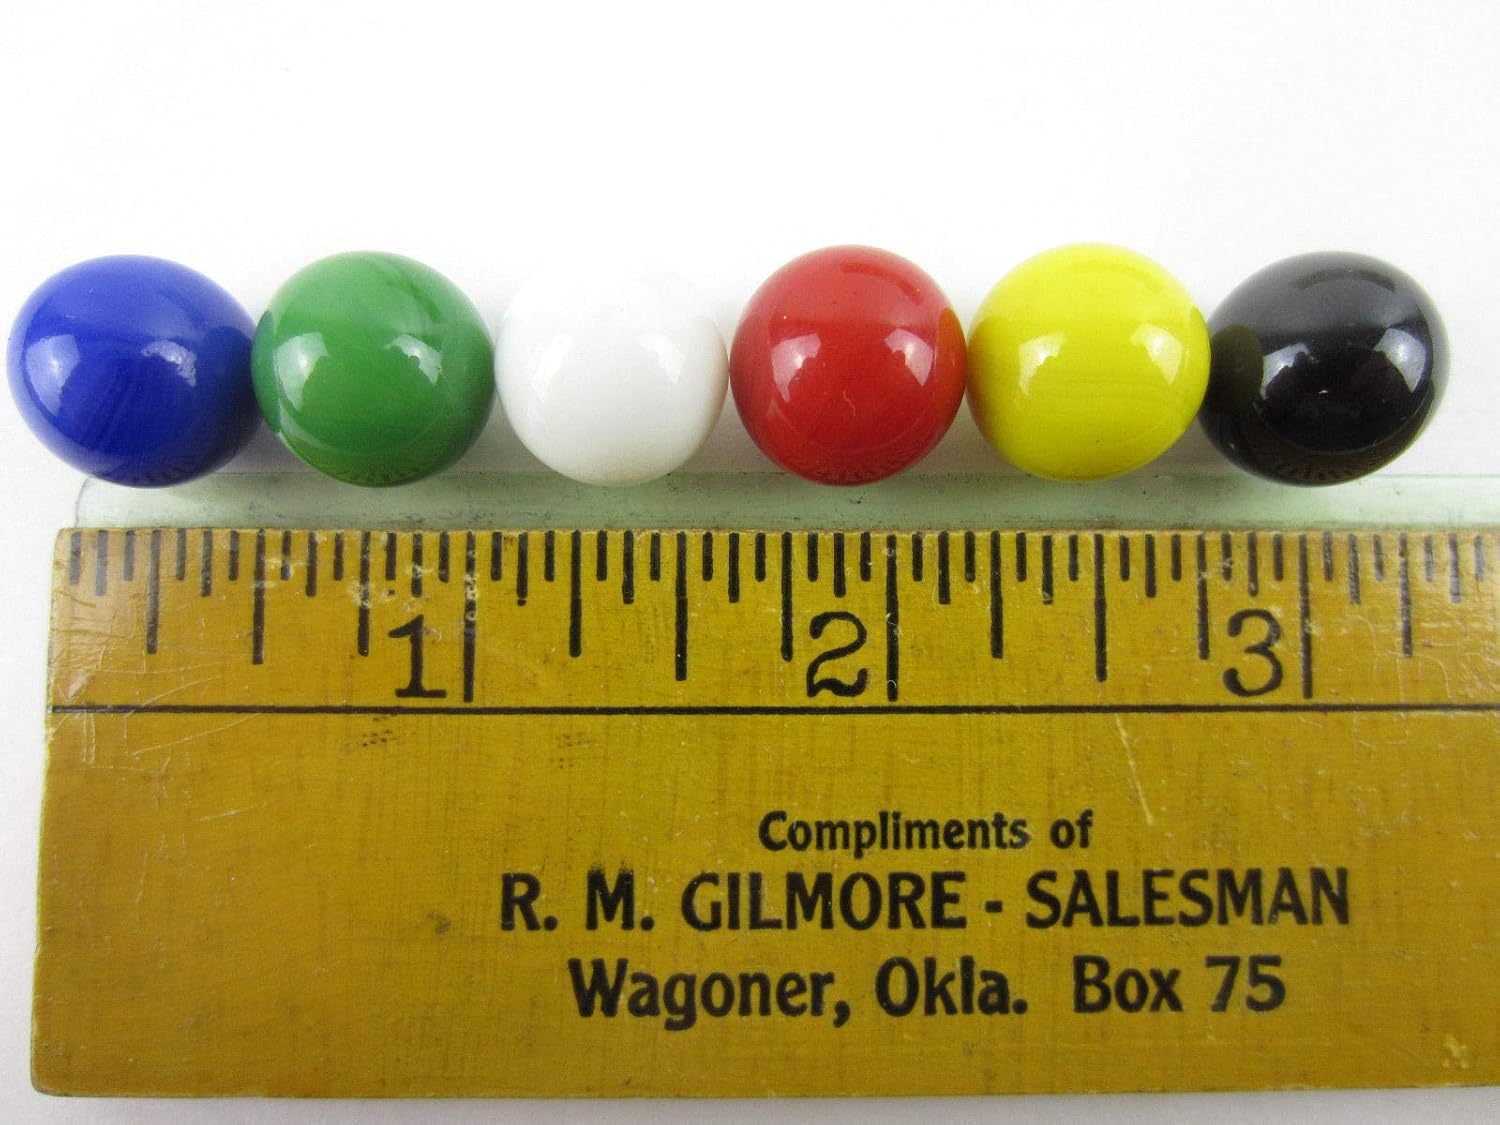 1 2 3
Compliments of
R. M. GILMORE - SALESMAN
Wagoner, Okla. Box 75